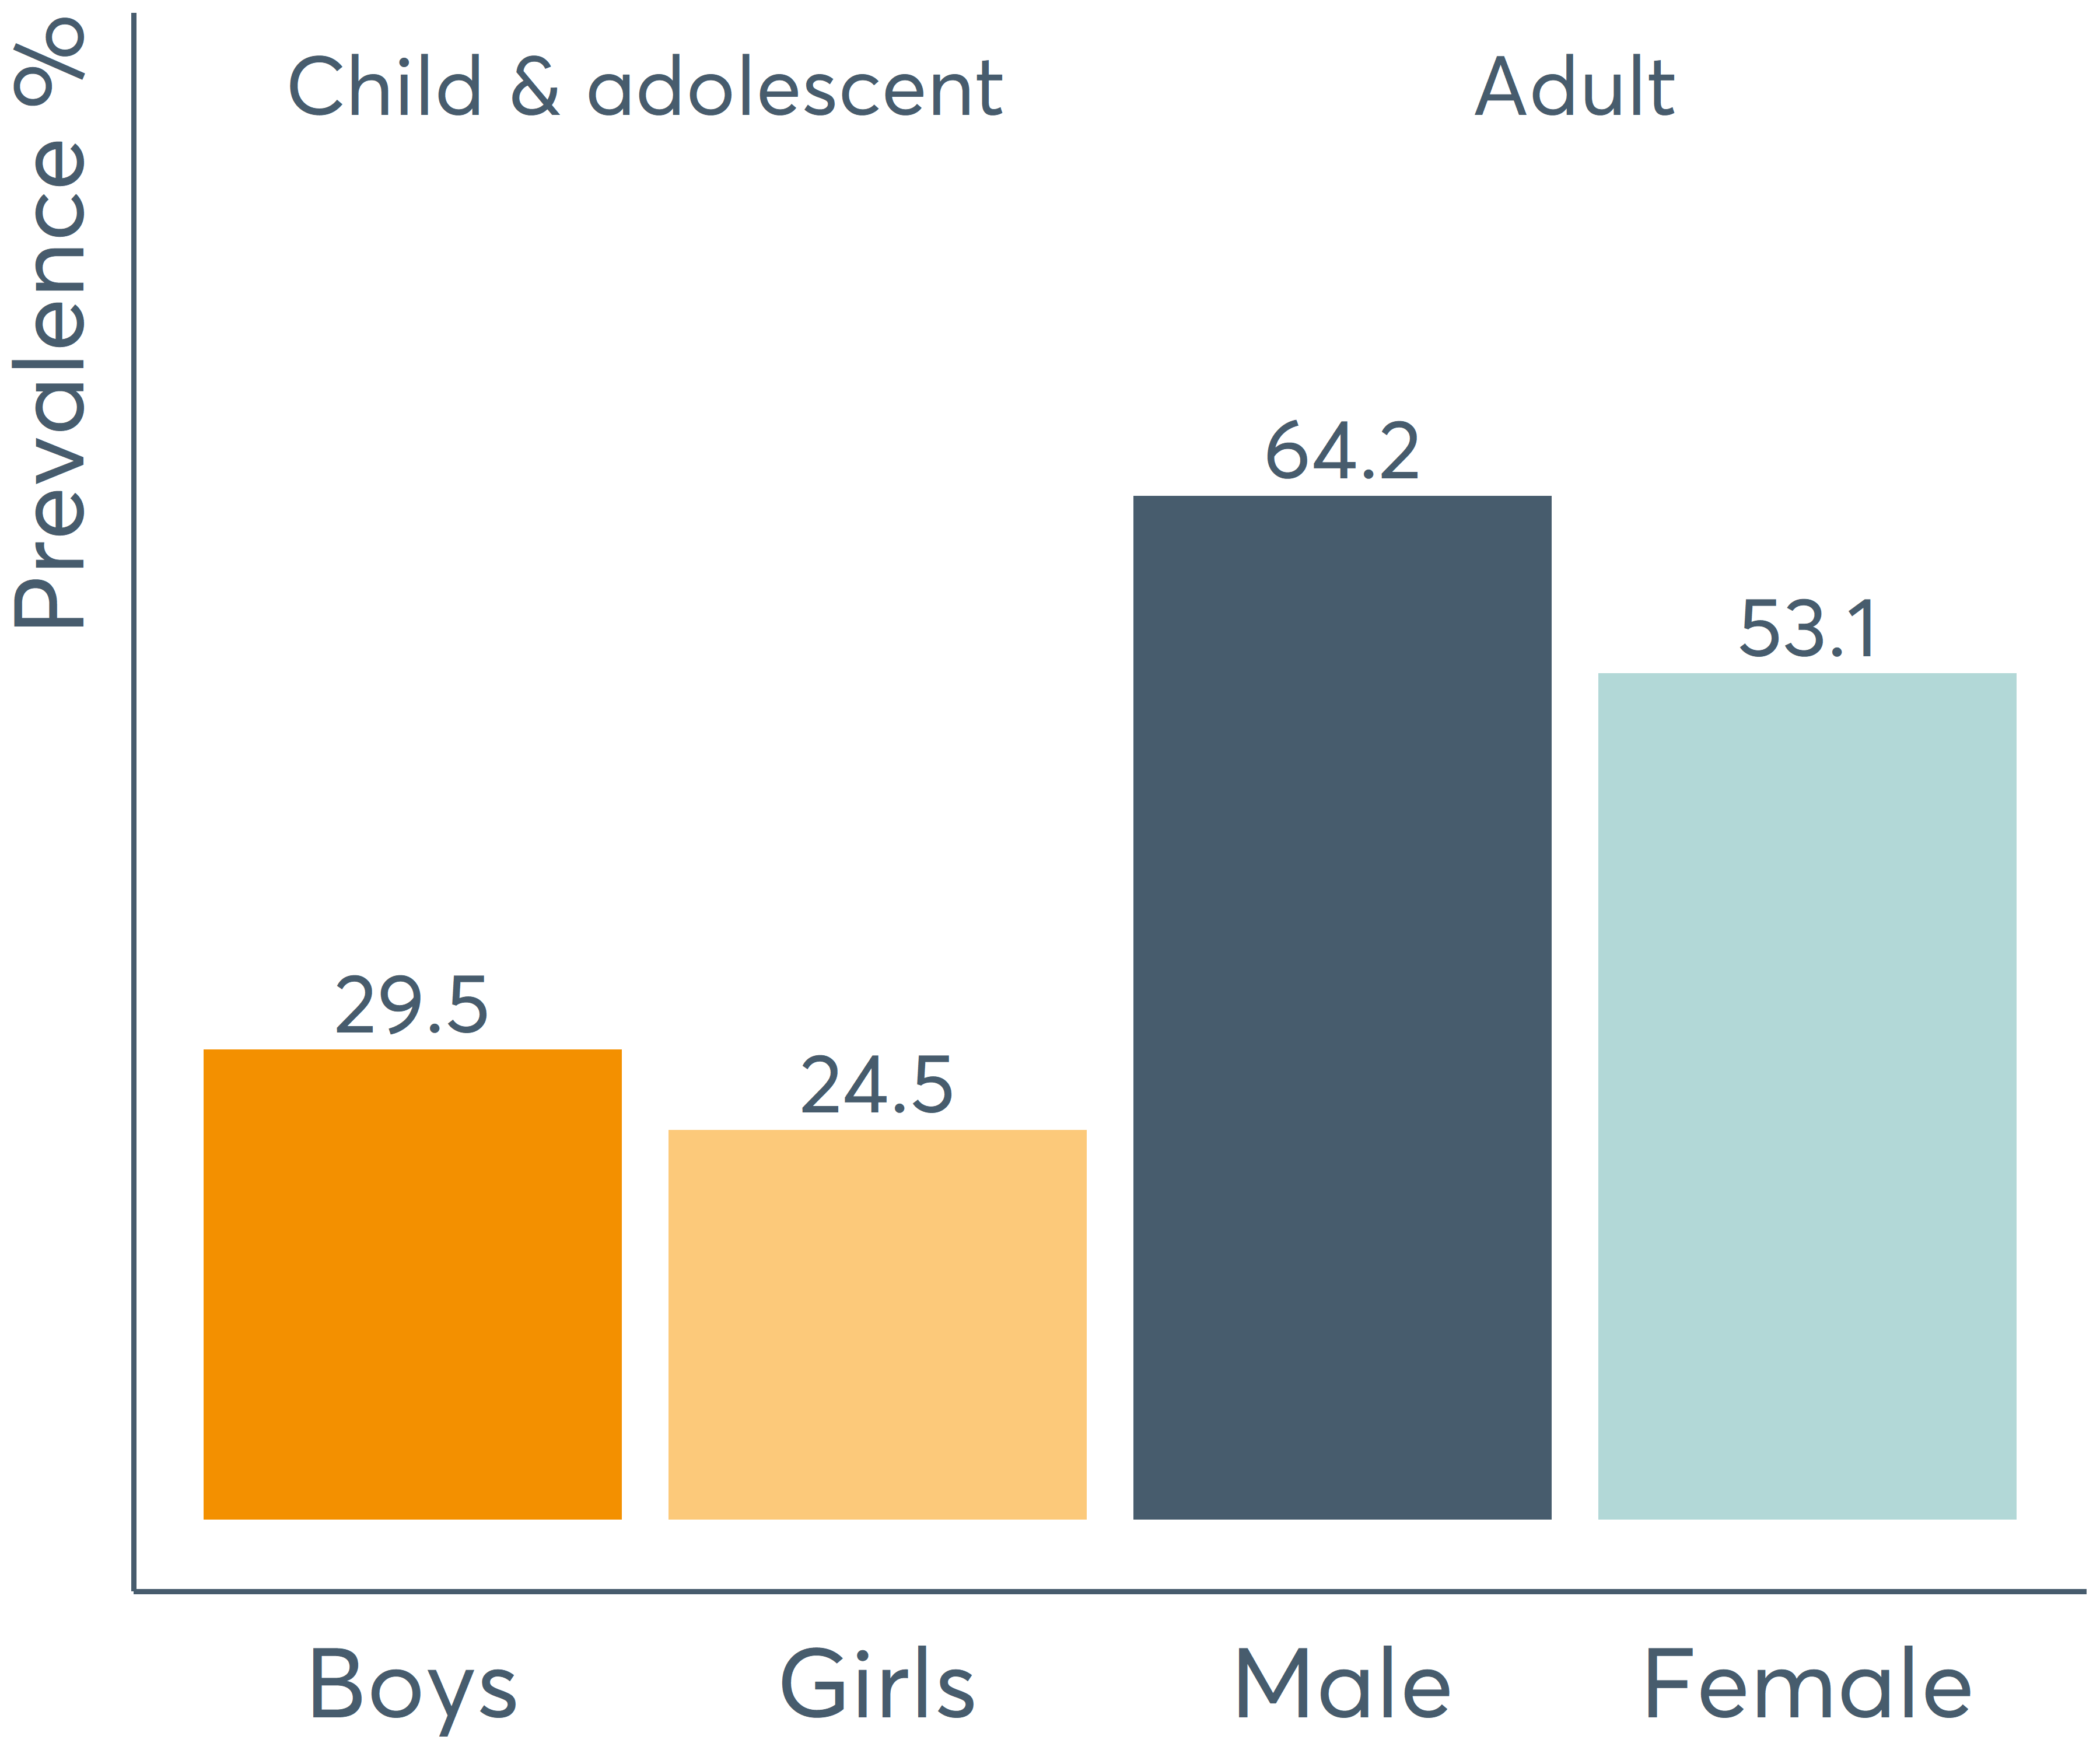 Prevalence %
Child & adolescent
Adult
64.2
53.1
29.5
24.5
Boys
Girls
Male
Female